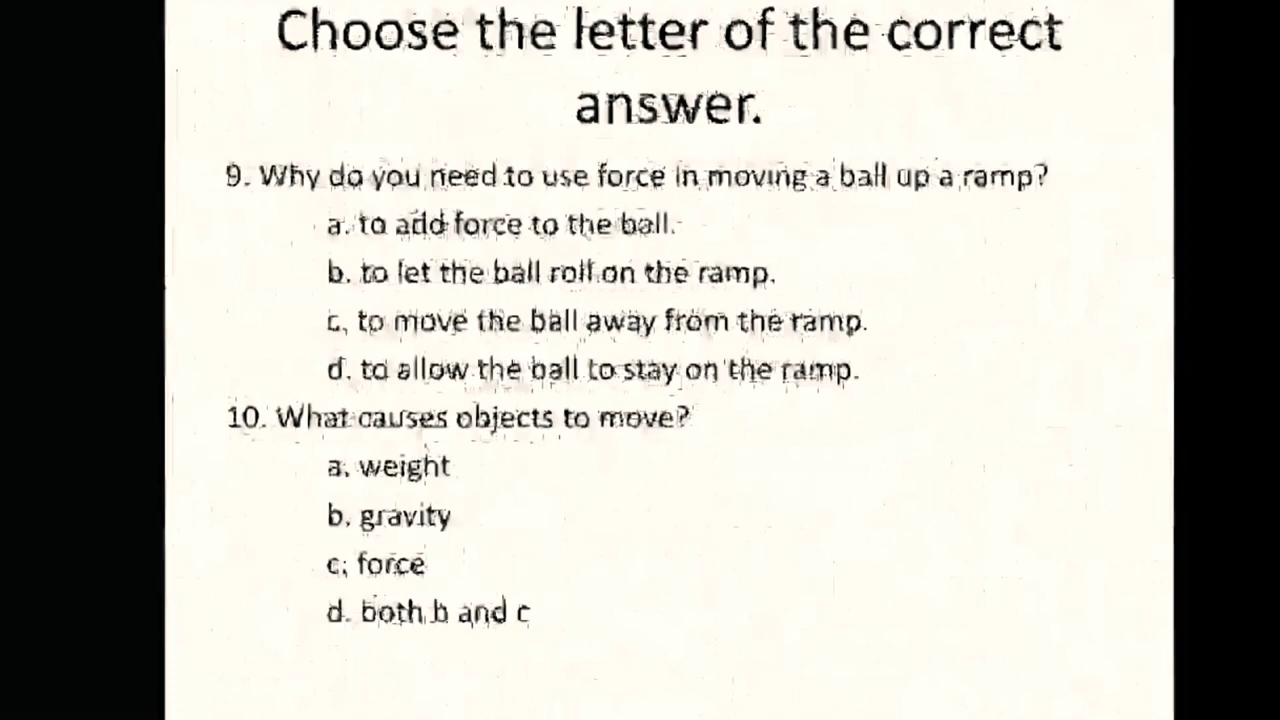 Choose the letter of the correct
answer.
9. Why do you need to use force in moving a ball up a ramp?
a. to add force to the ball.
b. to let the ball roll on the ramp.
c. to move the ball away from the ramp.
d. to allow the ball to stay on the ramp.
10. What causes objects to move?
a. weight
b. gravity
c. force
d. both b and c